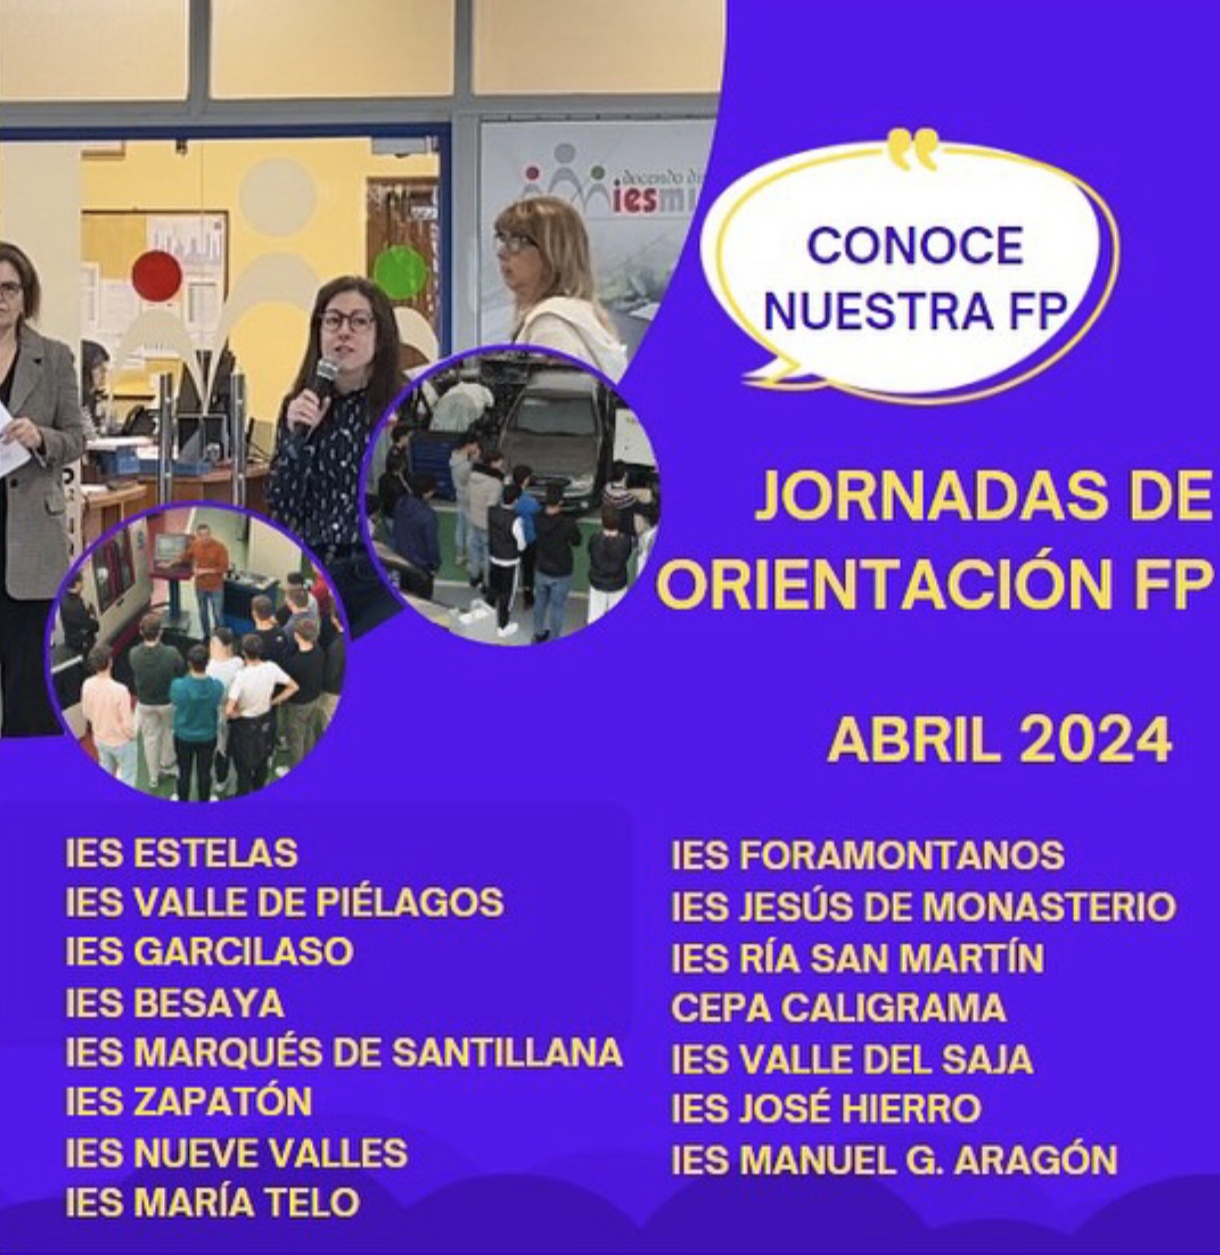 docendo di
iesmi
CONOCE
NUESTRA FP
JORNADAS DE
ORIENTACIÓN FP
ABRIL 2024
IES ESTELAS
IES VALLE DE PIÉLAGOS
IES GARCILASO
IES BESAYA
IES MARQUÉS DE SANTILLANA
IES ZAPATÓN
IES NUEVE VALLES
IES MARÍA TELO
IES FORAMONTANOS
IES JESÚS DE MONASTERIO
IES RÍA SAN MARTÍN
CEPA CALIGRAMA
IES VALLE DEL SAJA
IES JOSÉ HIERRO
IES MANUEL G. ARAGÓN